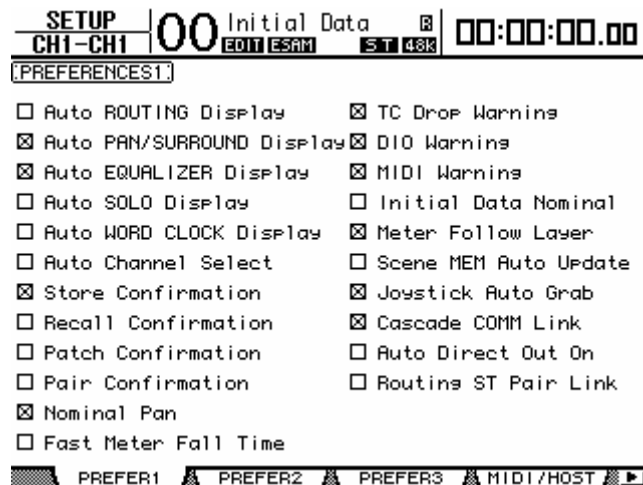 SETUP
CH1-CH1
00
Initial Data
R
EDIT ESAM
ST 48k
00:00:00.00
PREFERENCES1
Auto ROUTING Display
Auto PAN/SURROUND Display
Auto EQUALIZER Display
Auto SOLO Display
Auto WORD CLOCK Display
Auto Channel Select
Store Confirmation
Recall Confirmation
Patch Confirmation
Pair Confirmation
Nominal Pan
Fast Meter Fall Time
TC Drop Warning
DIO Warning
MIDI Warning
Initial Data Nominal
Meter Follow Layer
Scene MEM Auto Update
Joystick Auto Grab
Cascade COMM Link
Auto Direct Out On
Routing ST Pair Link
PREFER1 PREFER2 PREFER3 MIDI/HOST